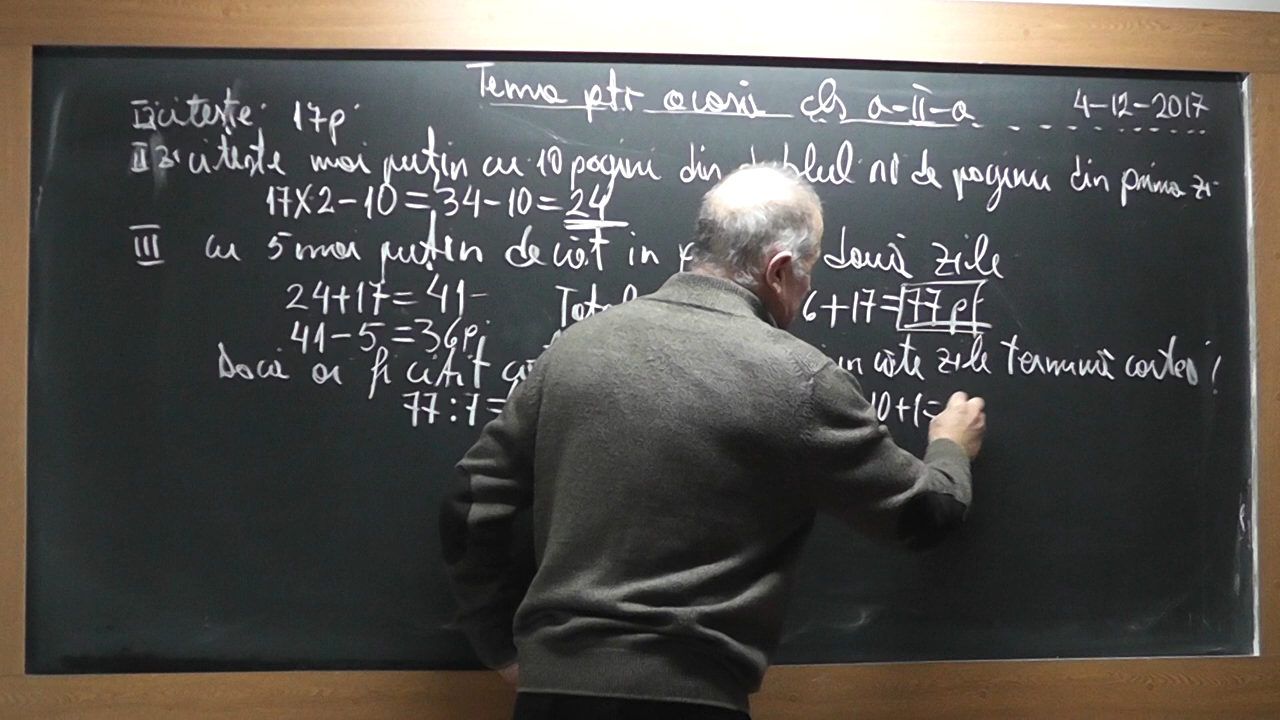 Tema ptr acasă cls a-II-a 4-12-2017
I citește 17p
II zi citește mai puțin cu 10 pagini din dublul nr de pagini din prima zi
17x2-10=34-10=24
III cu 5 mai puțin decât în două zile
24+17=41- 6+17=77 pg
41-5=36p
Dacă ar fi citit în câte zile termină cartea?
77:7= 10+1=